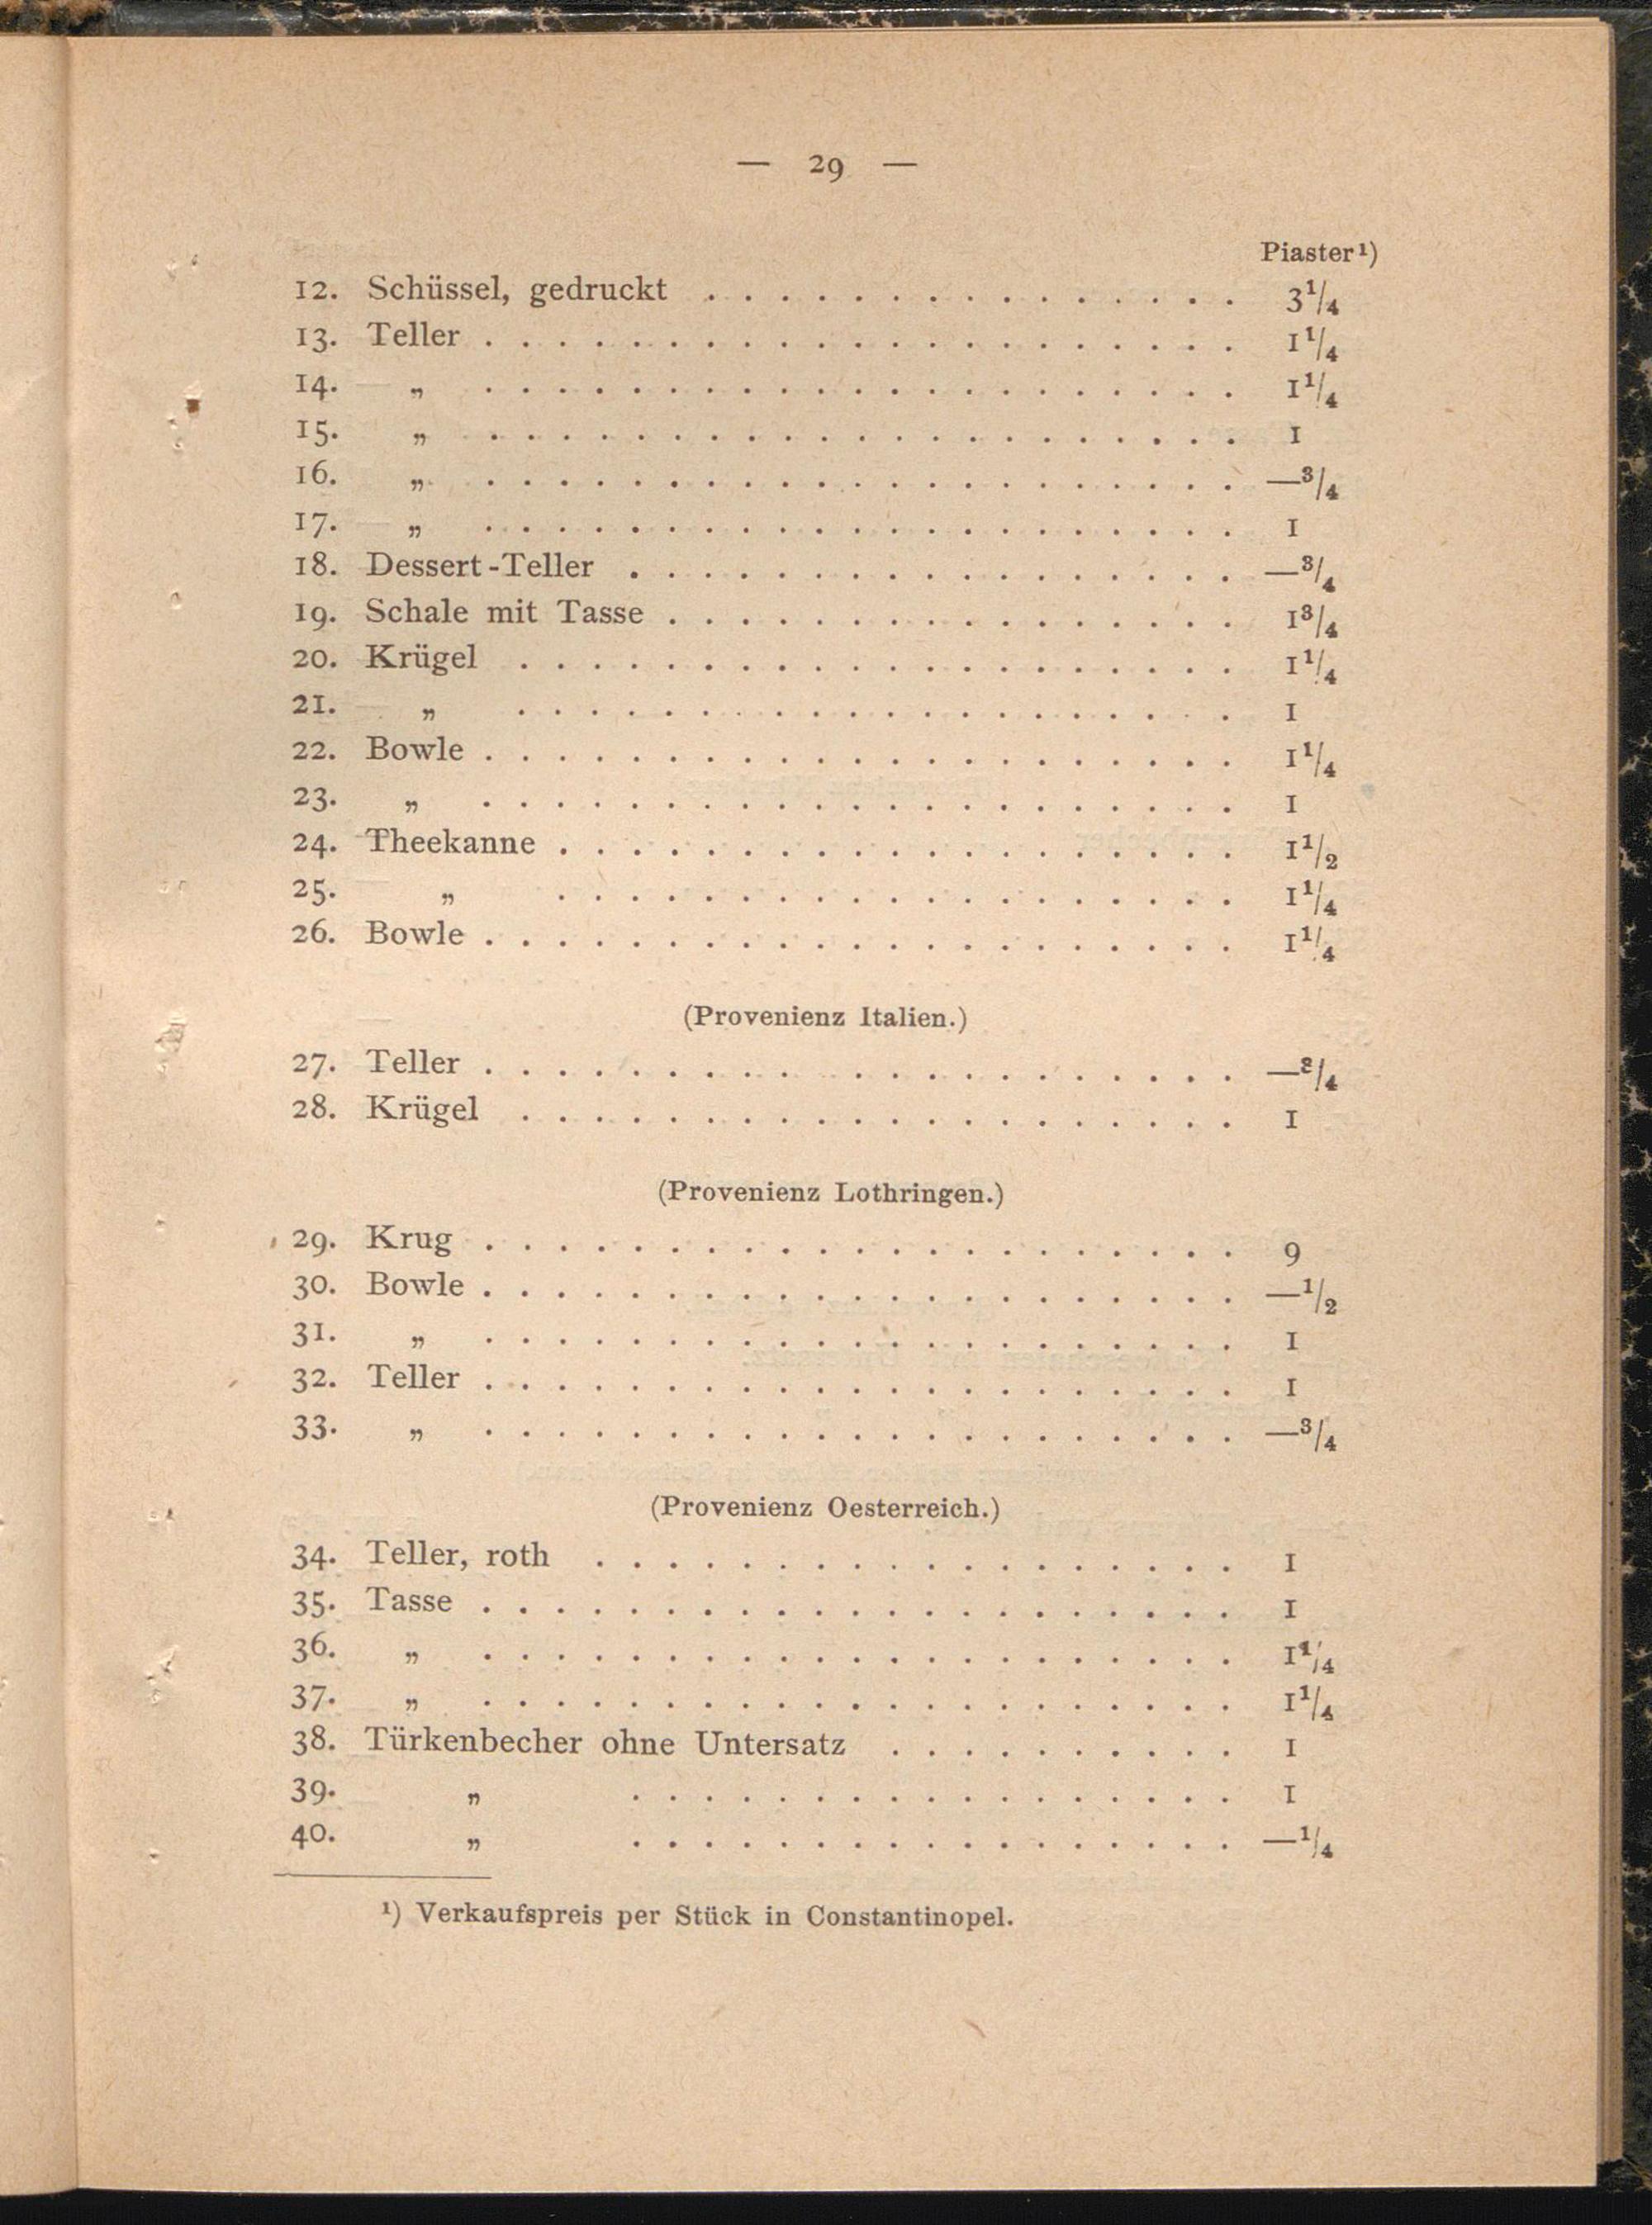 — 29 —
Piaster¹)
12. Schüssel, gedruckt . . . . . . . . . . . . . . . 3¹/₄
13. Teller . . . . . . . . . . . . . . . . . . . . . 1¹/₄
14. „ . . . . . . . . . . . . . . . . . . . . . 1¹/₄
15. „ . . . . . . . . . . . . . . . . . . . . . 1
16. „ . . . . . . . . . . . . . . . . . . . . . —³/₄
17. „ . . . . . . . . . . . . . . . . . . . . . 1
18. Dessert-Teller . . . . . . . . . . . . . . . . . —³/₄
19. Schale mit Tasse . . . . . . . . . . . . . . . . 1³/₄
20. Krügel . . . . . . . . . . . . . . . . . . . . 1¹/₄
21. „ . . . . . . . . . . . . . . . . . . . . 1
22. Bowle . . . . . . . . . . . . . . . . . . . . . 1¹/₄
23. „ . . . . . . . . . . . . . . . . . . . . . 1
24. Theekanne . . . . . . . . . . . . . . . . . . . 1¹/₂
25. „ . . . . . . . . . . . . . . . . . . . 1¹/₄
26. Bowle . . . . . . . . . . . . . . . . . . . . . 1¹/₄
(Provenienz Italien.)
27. Teller . . . . . . . . . . . . . . . . . . . . . —³/₄
28. Krügel . . . . . . . . . . . . . . . . . . . . 1
(Provenienz Lothringen.)
29. Krug . . . . . . . . . . . . . . . . . . . . . 9
30. Bowle . . . . . . . . . . . . . . . . . . . . . —¹/₂
31. „ . . . . . . . . . . . . . . . . . . . . . 1
32. Teller . . . . . . . . . . . . . . . . . . . . . 1
33. „ . . . . . . . . . . . . . . . . . . . . . —³/₄
(Provenienz Oesterreich.)
34. Teller, roth . . . . . . . . . . . . . . . . . . 1
35. Tasse . . . . . . . . . . . . . . . . . . . . . 1
36. „ . . . . . . . . . . . . . . . . . . . . . 1¹/₄
37. „ . . . . . . . . . . . . . . . . . . . . . 1¹/₄
38. Türkenbecher ohne Untersatz . . . . . . . . . . 1
39. „ . . . . . . . . . . . . . . . . . 1
40. „ . . . . . . . . . . . . . . . . . —¹/₄
¹) Verkaufspreis per Stück in Constantinopel.